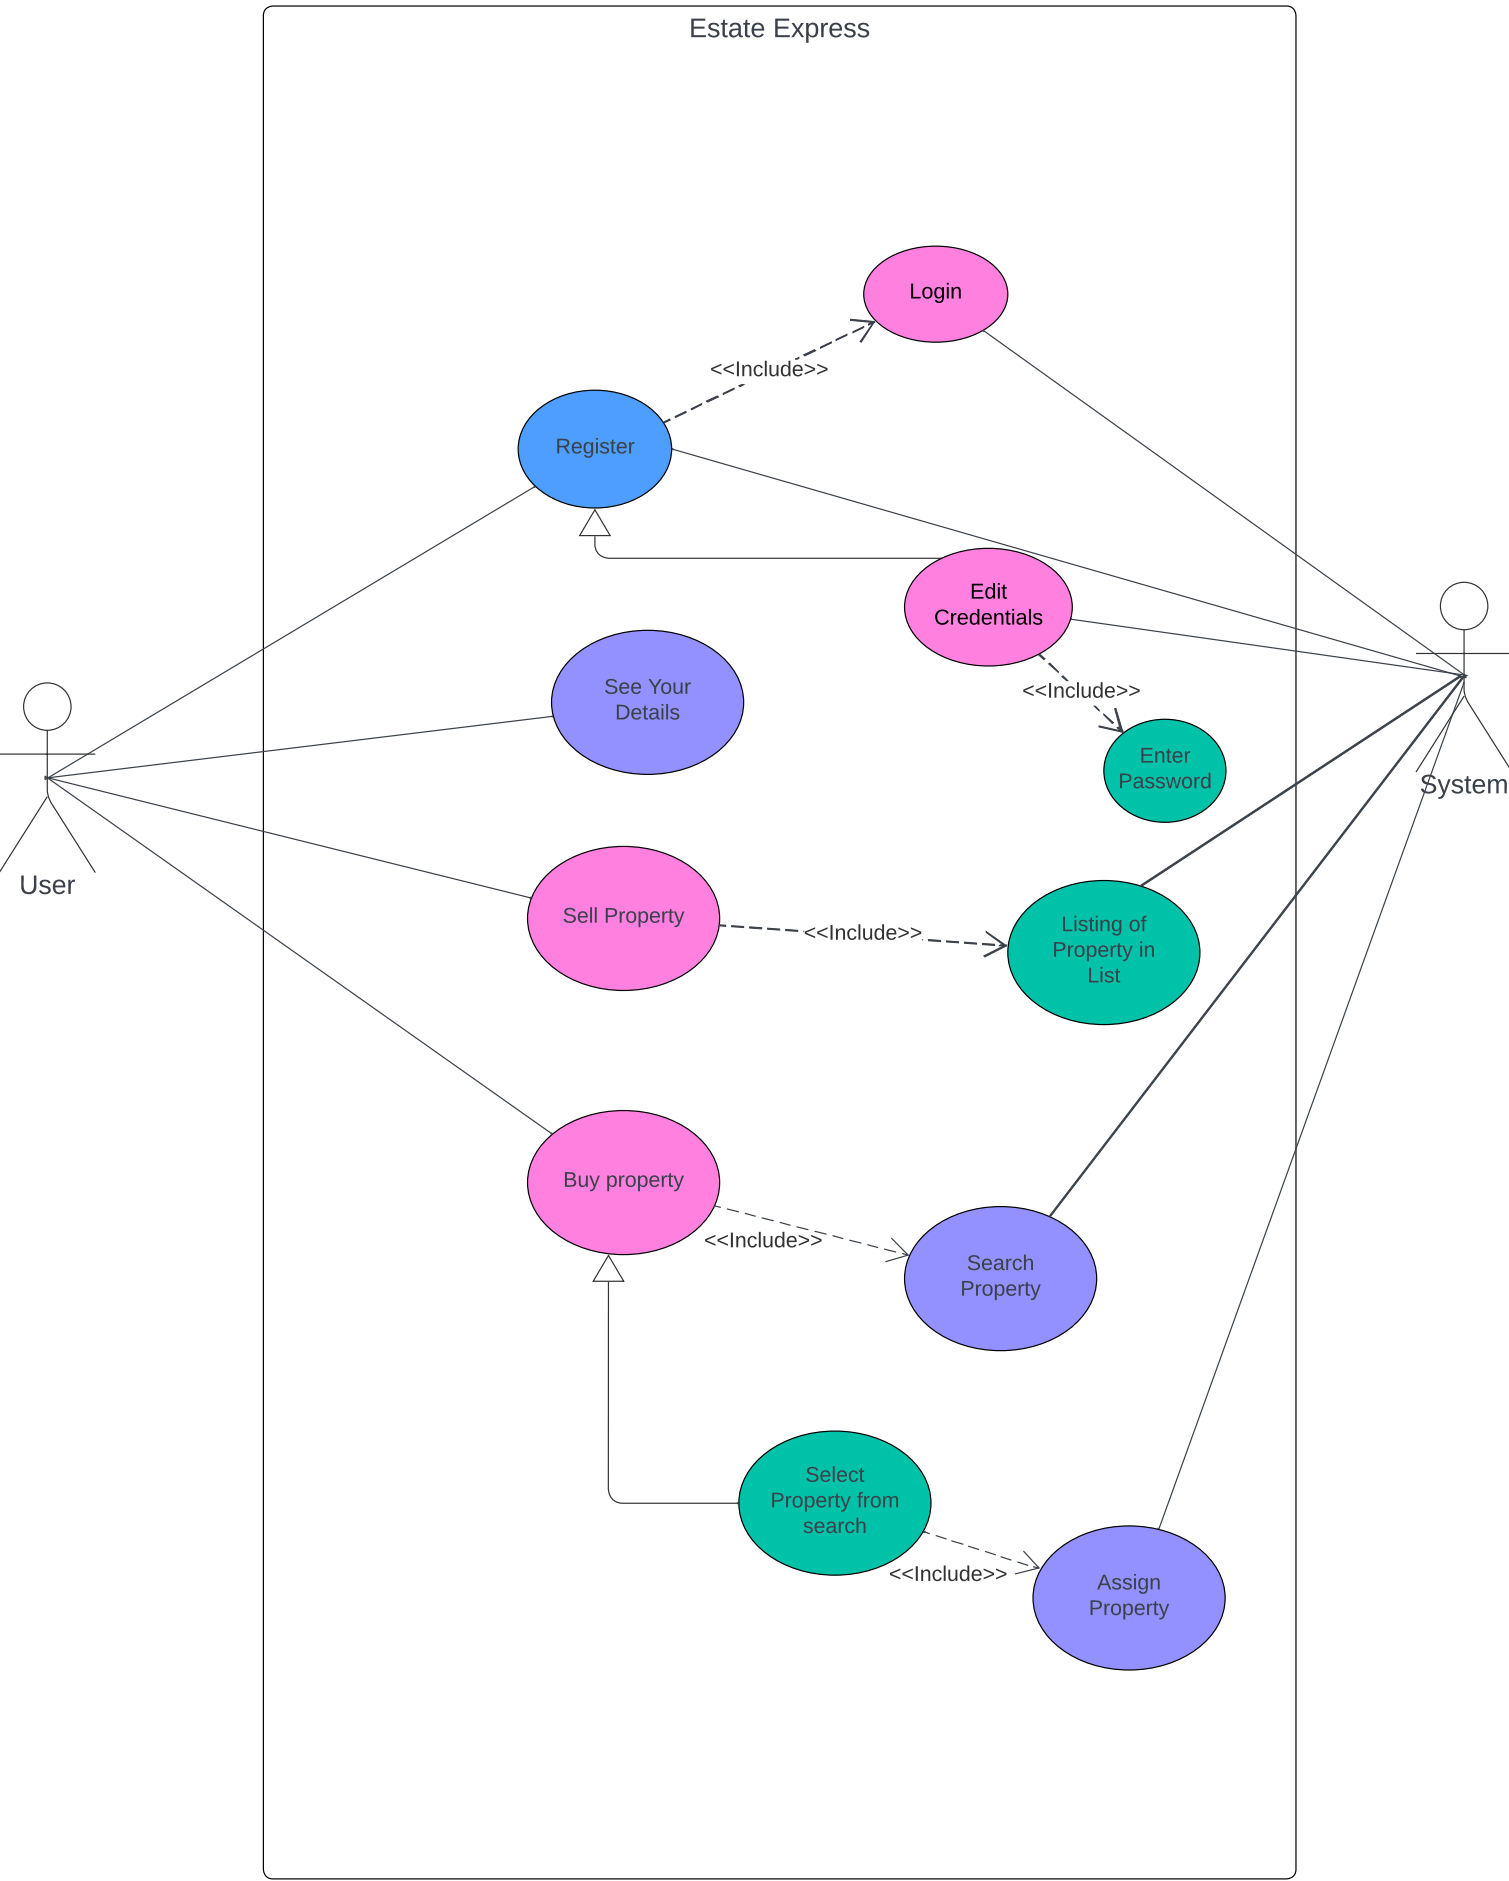 Estate Express
Login
<<Include>>
Register
Edit
Credentials
See Your
Details
<<Include>>
Enter
Password
System
User
Sell Property
<<Include>>
Listing of
Property in
List
Buy property
<<Include>>
Search
Property
Select
Property from
search
<<Include>>
Assign
Property